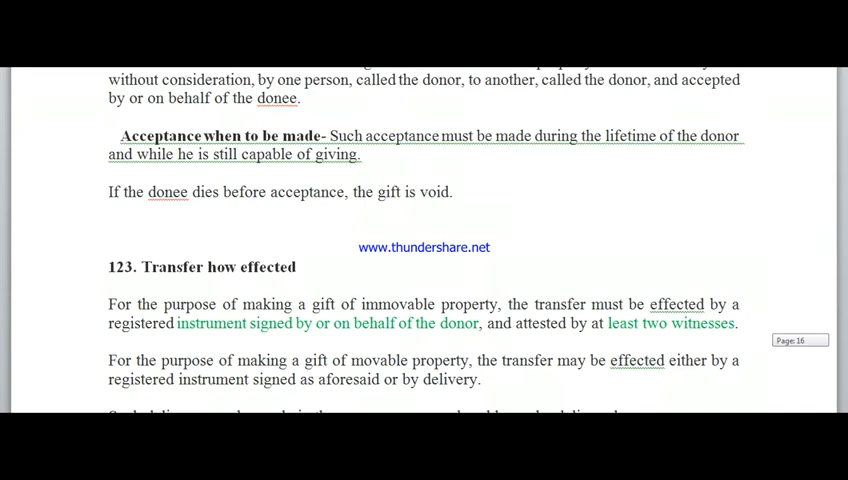 without consideration, by one person, called the donor, to another, called the donor, and accepted
by or on behalf of the donee.
Acceptance when to be made- Such acceptance must be made during the lifetime of the donor
and while he is still capable of giving.
If the donee dies before acceptance, the gift is void.
www.thundershare.net
123. Transfer how effected
For the purpose of making a gift of immovable property, the transfer must be effected by a
registered instrument signed by or on behalf of the donor, and attested by at least two witnesses.
Page: 16
For the purpose of making a gift of movable property, the transfer may be effected either by a
registered instrument signed as aforesaid or by delivery.